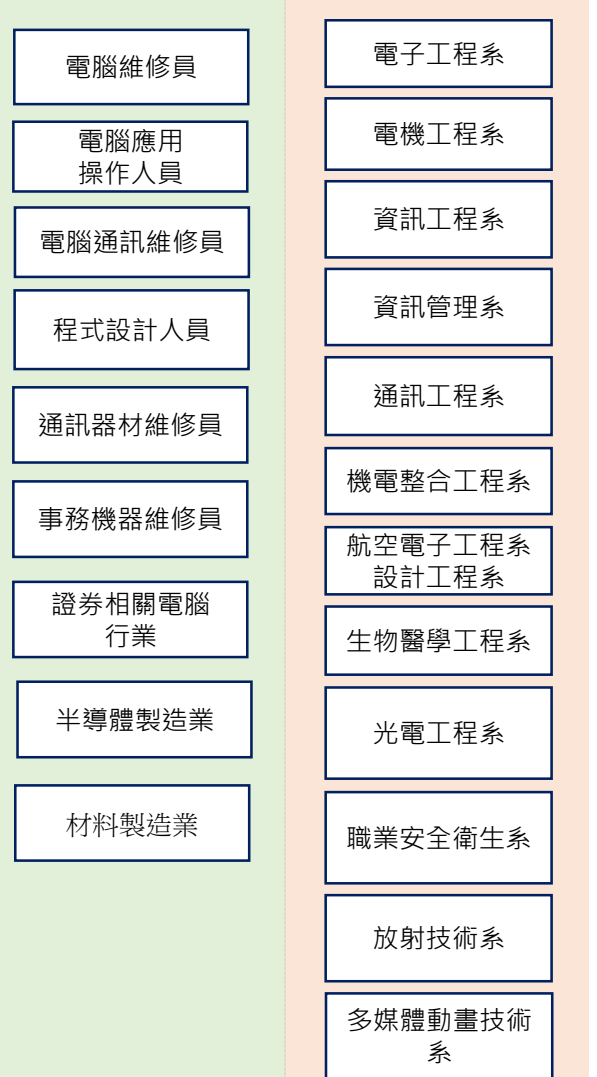 電腦維修員
電腦應用
操作人員
電腦通訊維修員
程式設計人員
通訊器材維修員
事務機器維修員
證券相關電腦
行業
半導體製造業
材料製造業
電子工程系
電機工程系
資訊工程系
資訊管理系
通訊工程系
機電整合工程系
航空電子工程系
設計工程系
生物醫學工程系
光電工程系
職業安全衛生系
放射技術系
多媒體動畫技術
系